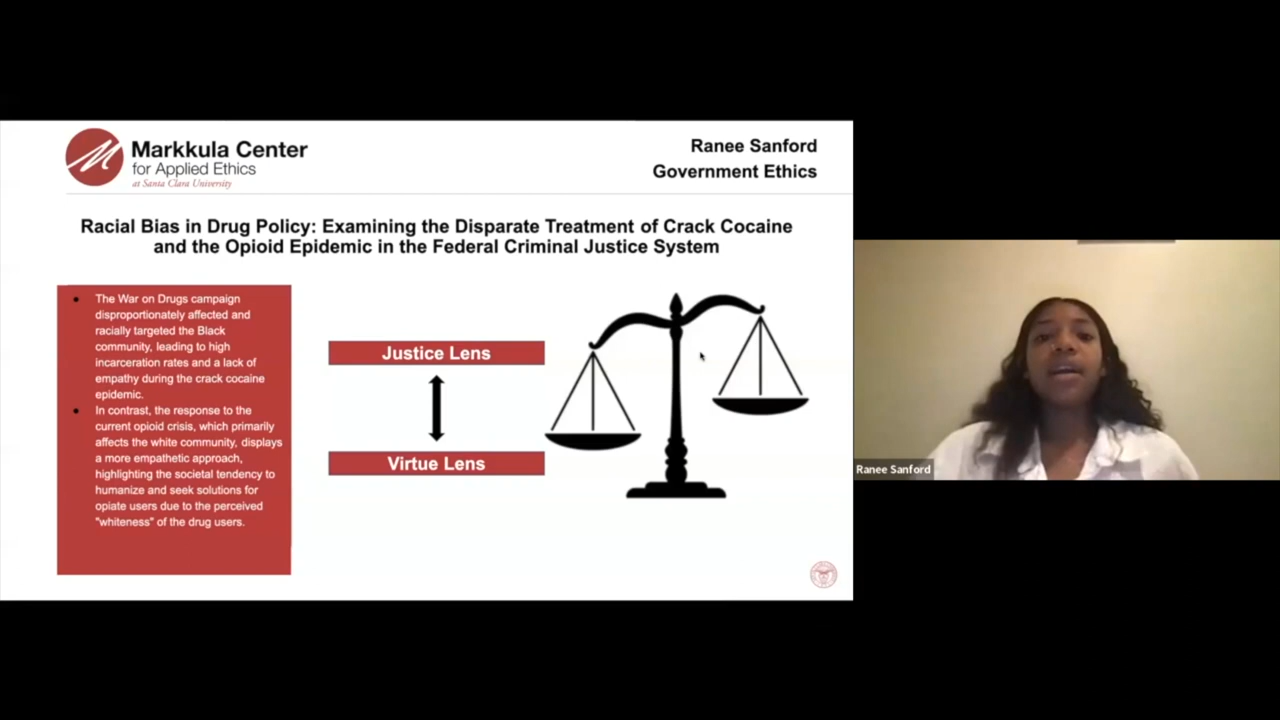 Markkula Center
for Applied Ethics
at Santa Clara University
Ranee Sanford
Government Ethics
Racial Bias in Drug Policy: Examining the Disparate Treatment of Crack Cocaine
and the Opioid Epidemic in the Federal Criminal Justice System
• The War on Drugs campaign
disproportionately affected and
racially targeted the Black
community, leading to high
incarceration rates and a lack of
empathy during the crack cocaine
epidemic.
• In contrast, the response to the
current opioid crisis, which primarily
affects the white community, displays
a more empathetic approach,
highlighting the societal tendency to
humanize and seek solutions for
opiate users due to the perceived
"whiteness" of the drug users.
Justice Lens
Virtue Lens
Ranee Sanford